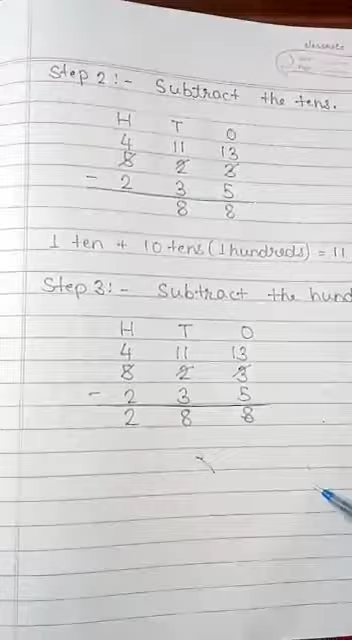 classmate
Step 2:- Subtract the tens.
H T O
4 11 13
8 2 3
- 2 3 5
8 8
1 ten + 10 tens (1 hundreds) = 11
Step 3:- Subtract the hund
H T O
4 11 13
8 2 3
- 2 3 5
2 8 8